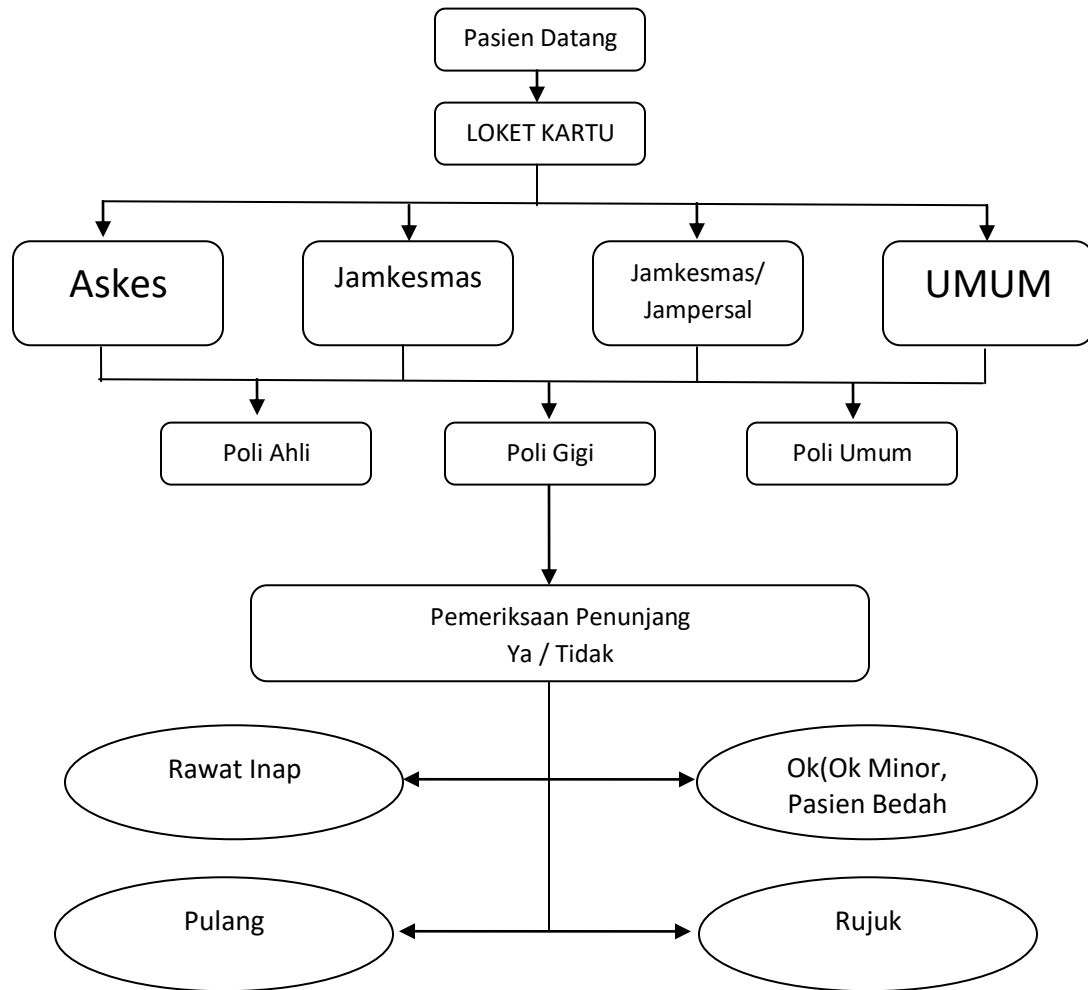 Pasien Datang
LOKET KARTU
Askes
Jamkesmas
Jamkesmas/
Jampersal
UMUM
Poli Ahli
Poli Gigi
Poli Umum
Pemeriksaan Penunjang
Ya / Tidak
Rawat Inap
Ok(Ok Minor,
Pasien Bedah
Pulang
Rujuk